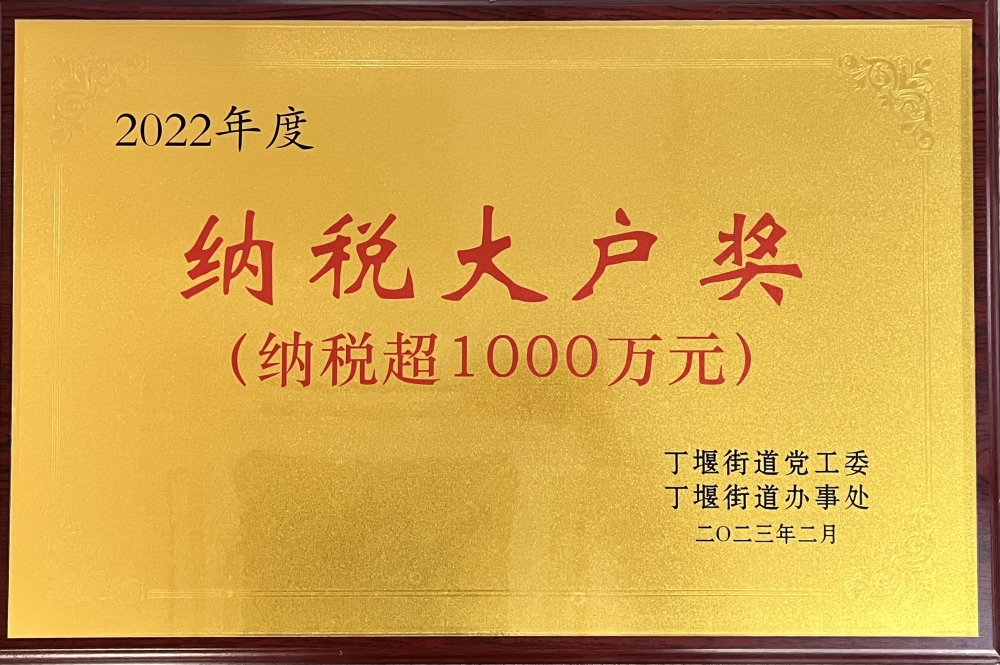 2022年度
纳税大户奖
（纳税超1000万元）
丁堰街道党工委
丁堰街道办事处
二〇二三年二月